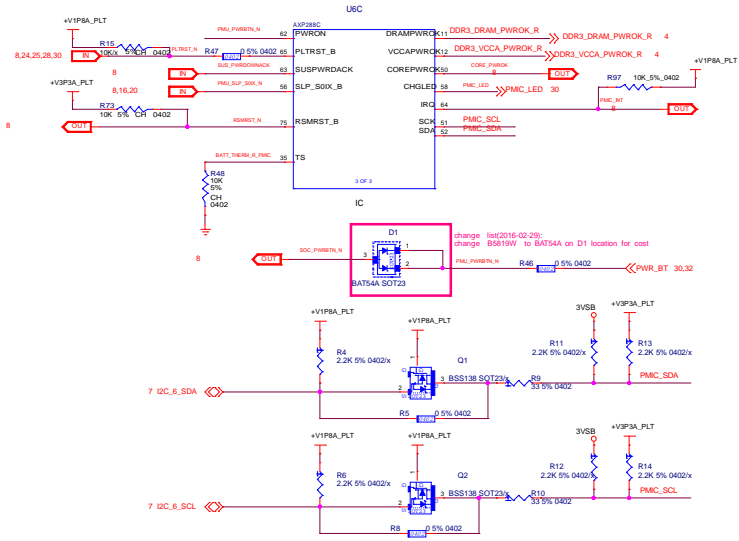 U6C
AXP288C
+V1P8A_PLT
R15
10K/x 5% CH 0402
PMU_PWRBTN_N
62 PWRON
DRAMPWROK 11
DDR3_DRAM_PWROK_R
DDR3_DRAM_PWROK_R 4
8,24,25,28,30
IN
PLTRST_N
R47
0 5% 0402
65 PLTRST_B
VCCAPWROK 12
DDR3_VCCA_PWROK_R
DDR3_VCCA_PWROK_R 4
8
IN
SUS_PWRDOWNACK
63 SUSPWRDACK
COREPWROK 50
CORE_PWROK
8
OUT
+V1P8A_PLT
+V3P3A_PLT
8,16,20
IN
PMU_SLP_S0IX_N
56 SLP_S0IX_B
CHGLED 58
PMIC_LED
PMIC_LED 30
R97
10K_5%_0402
R73
10K 5% CH 0402
IRQ 64
PMIC_INT
8
OUT
8
OUT
RSMRST_N
75 RSMRST_B
SCK 51
PMIC_SCL
SDA 52
PMIC_SDA
BATT_THERM_R_PMIC
35 TS
R48
10K
5%
CH
0402
3 OF 3
IC
D1
change list(2016-02-29):
change B5819W to BAT54A on D1 location for cost
8
OUT
SOC_PWRBTN_N
3
1
2
PMU_PWRBTN_N
R46
0 5% 0402
PWR_BT 30,32
BAT54A SOT23
+V1P8A_PLT
+V1P8A_PLT
3VSB
+V3P3A_PLT
R4
2.2K 5% 0402/x
1
Q1
R11
2.2K 5% 0402/x
R13
2.2K 5% 0402
7 I2C_6_SDA
2
3 BSS138 SOT23/x
R9
33 5% 0402
PMIC_SDA
R5
0 5% 0402
+V1P8A_PLT
+V1P8A_PLT
3VSB
+V3P3A_PLT
R6
2.2K 5% 0402/x
1
Q2
R12
2.2K 5% 0402/x
R14
2.2K 5% 0402
7 I2C_6_SCL
2
3 BSS138 SOT23/x
R10
33 5% 0402
PMIC_SCL
R8
0 5% 0402